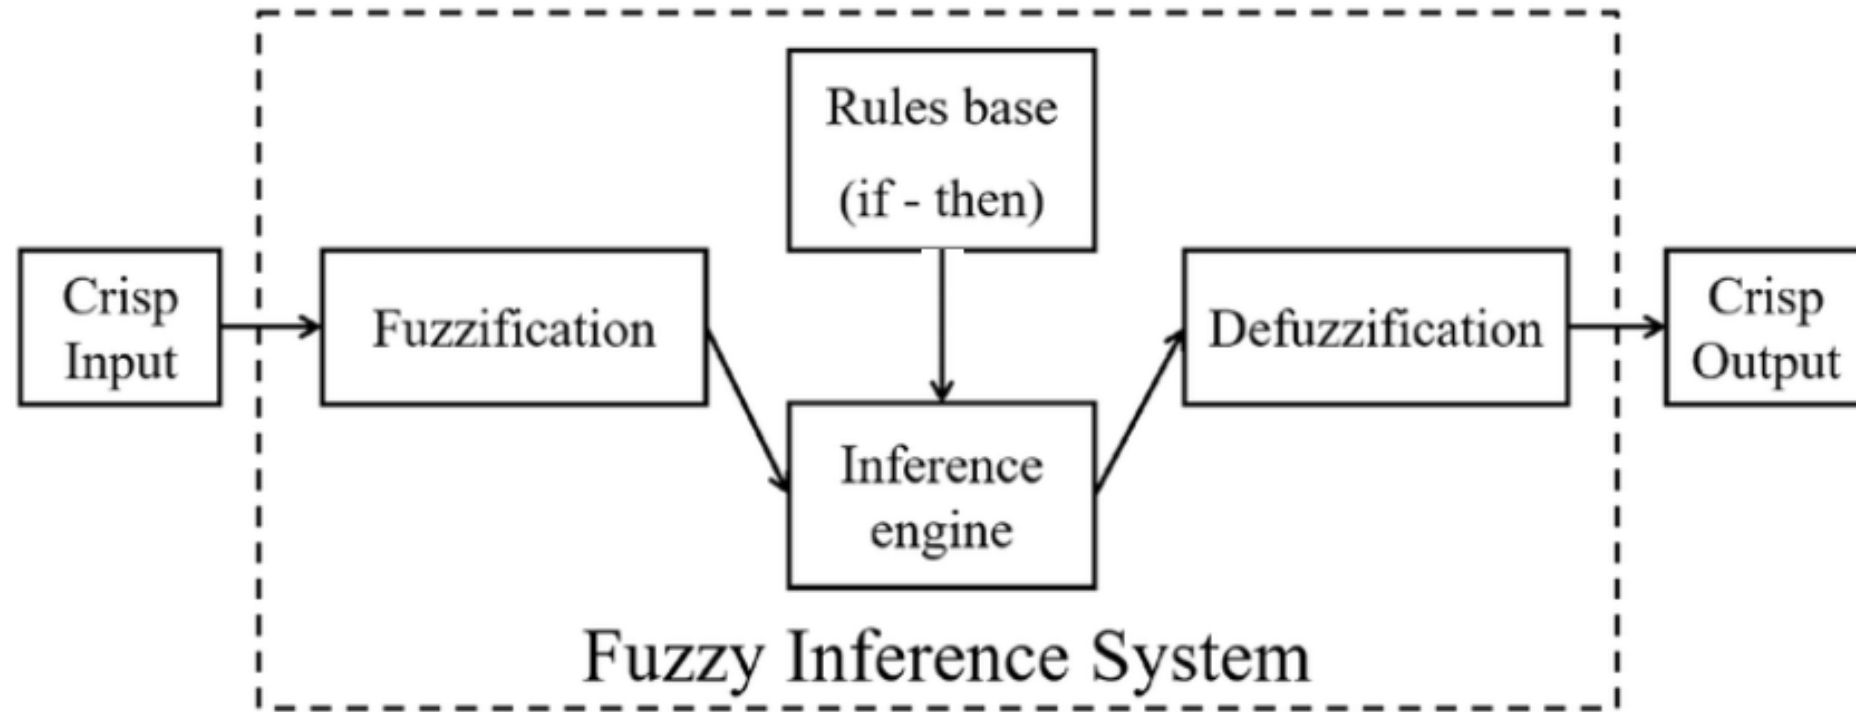 Rules base
(if - then)
Crisp
Input
Fuzzification
Defuzzification
Crisp
Output
Inference
engine
Fuzzy Inference System